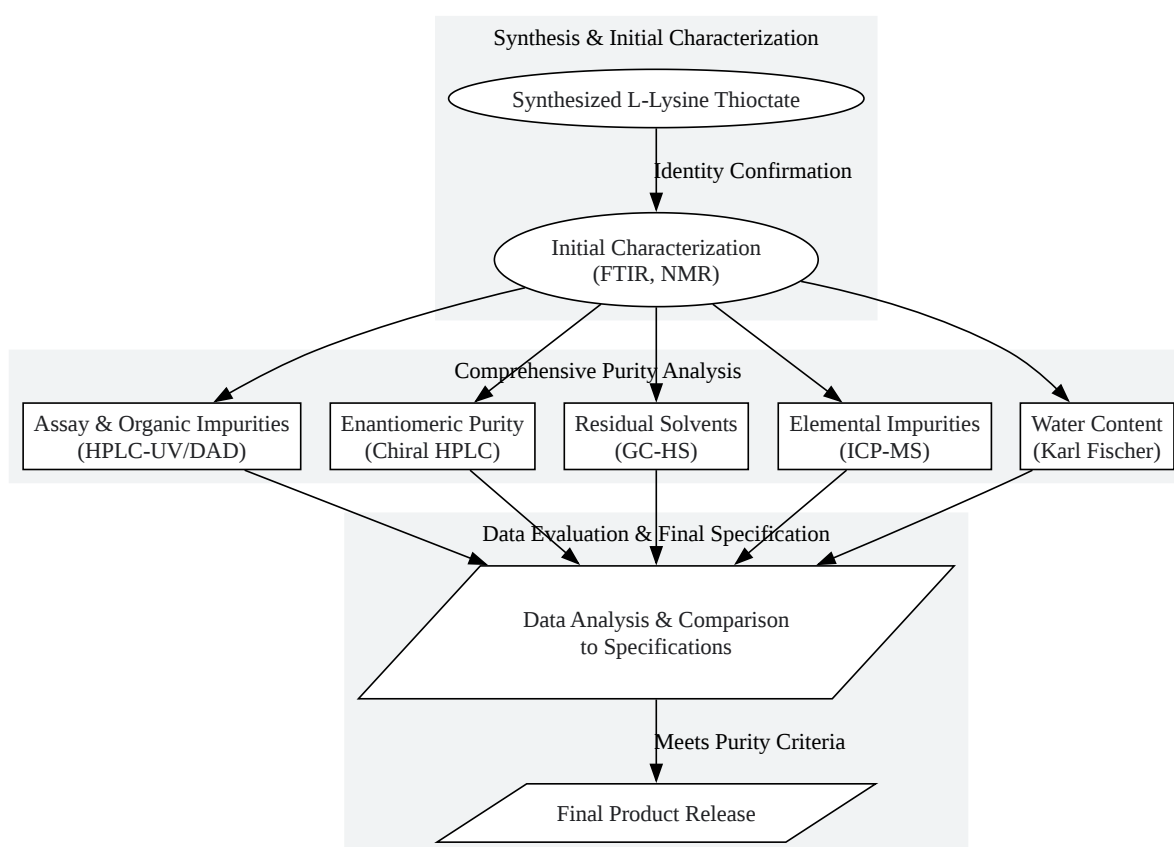 Synthesis & Initial Characterization
Synthesized L-Lysine Thioctate
Identity Confirmation
Initial Characterization
(FTIR, NMR)
Comprehensive Purity Analysis
Assay & Organic Impurities
(HPLC-UV/DAD)
Enantiomeric Purity
(Chiral HPLC)
Residual Solvents
(GC-HS)
Elemental Impurities
(ICP-MS)
Water Content
(Karl Fischer)
Data Evaluation & Final Specification
Data Analysis & Comparison
to Specifications
Meets Purity Criteria
Final Product Release